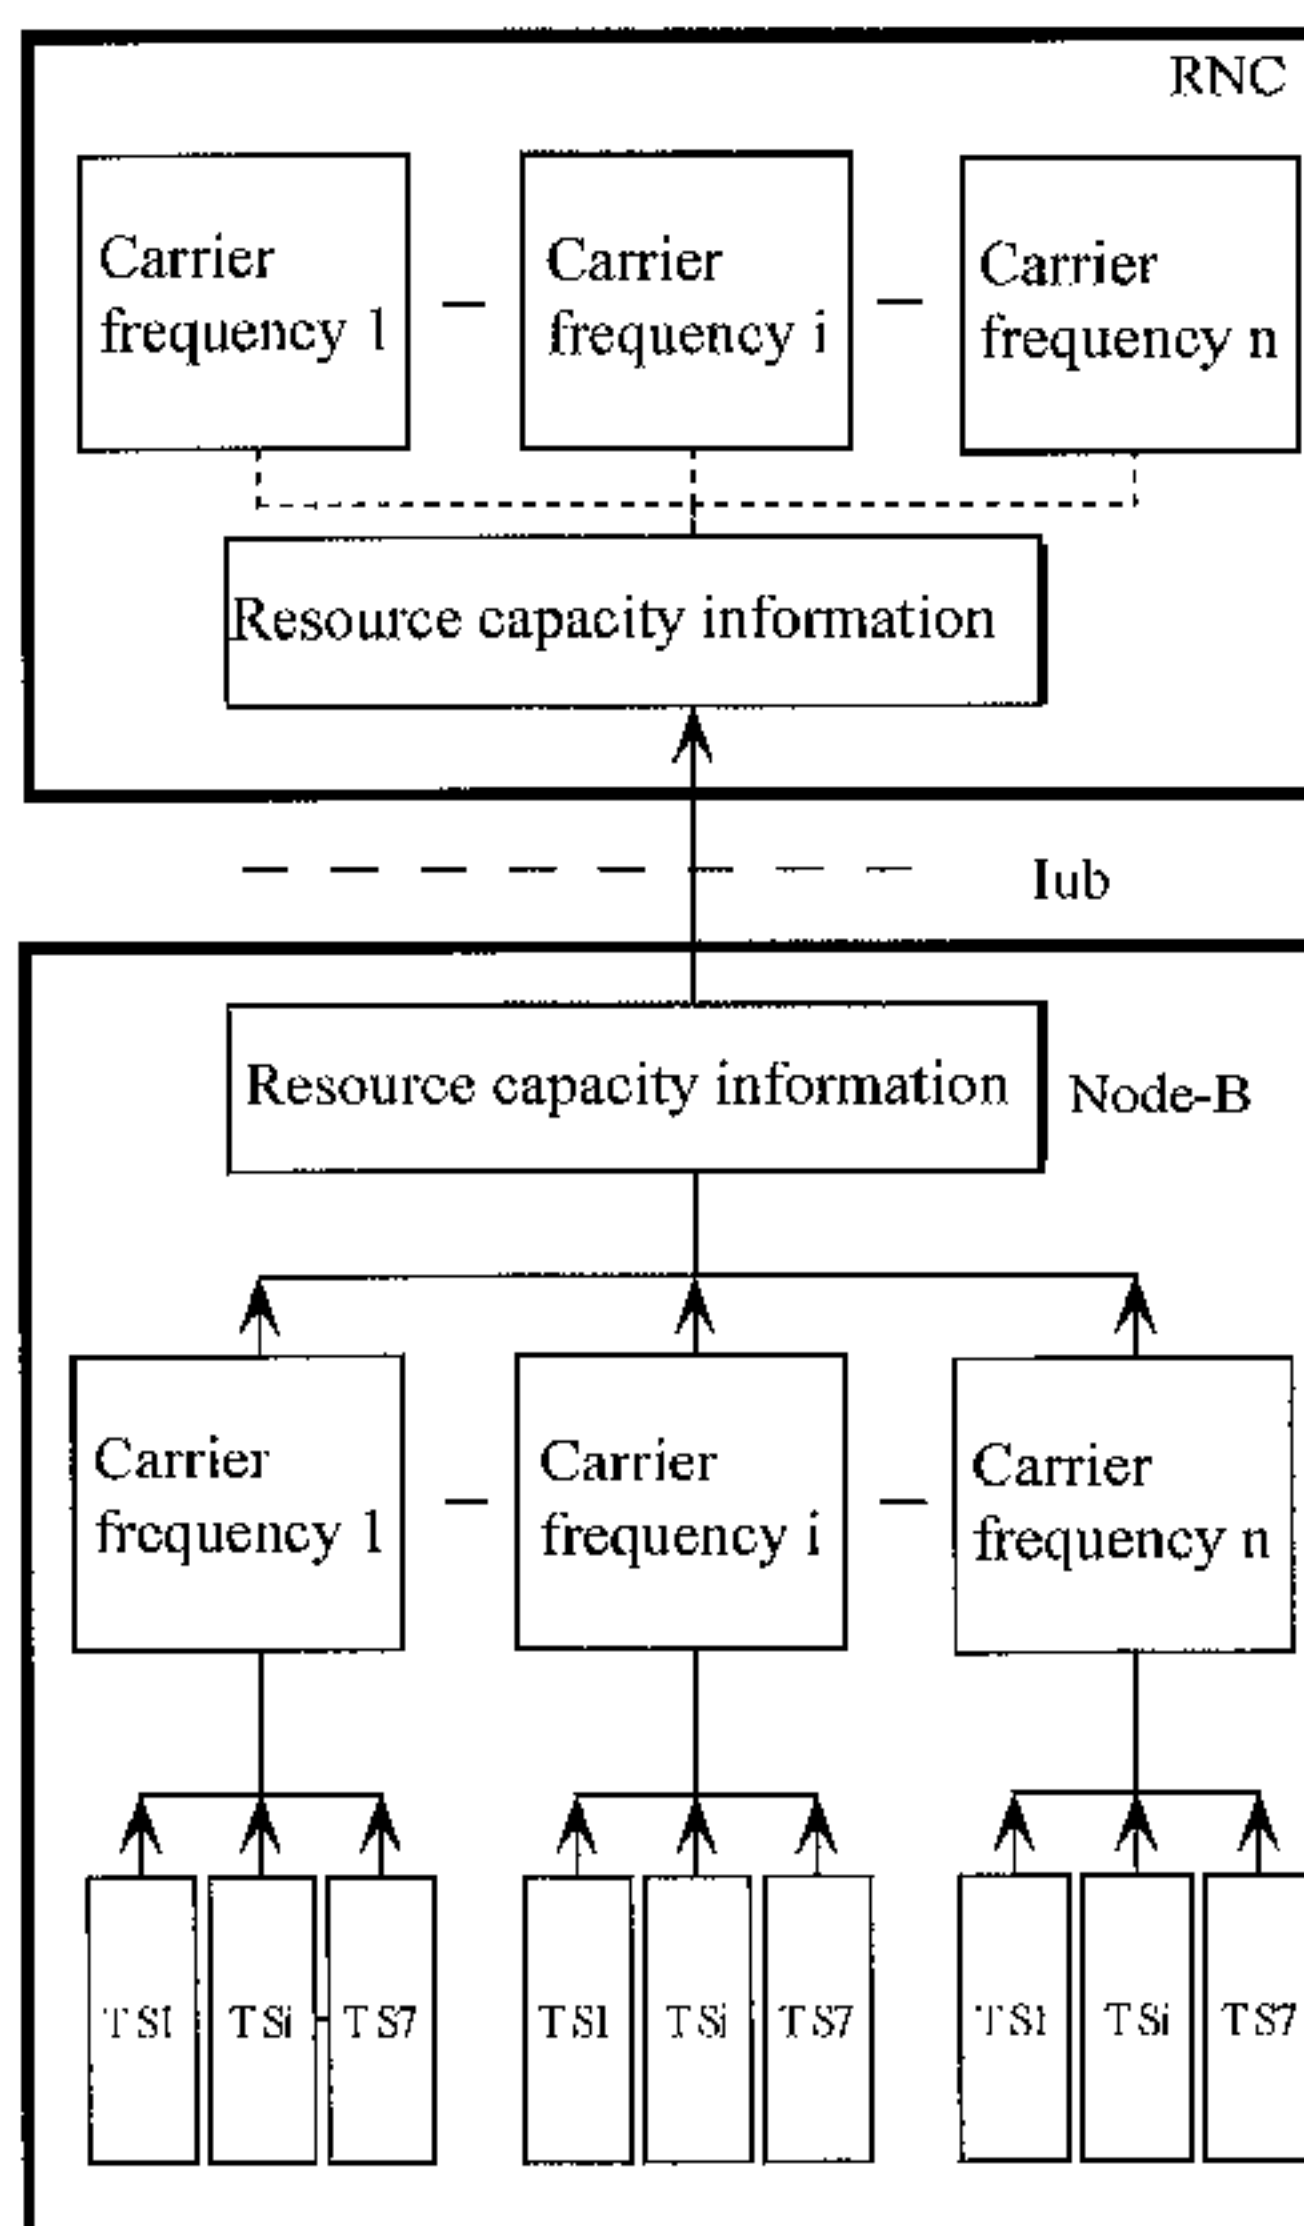 RNC
Carrier
frequency 1
Carrier
frequency i
Carrier
frequency n
Resource capacity information
Iub
Resource capacity information
Node-B
Carrier
frequency 1
Carrier
frequency i
Carrier
frequency n
TS1
TSi
TS7
TS1
TSi
TS7
TS1
TSi
TS7